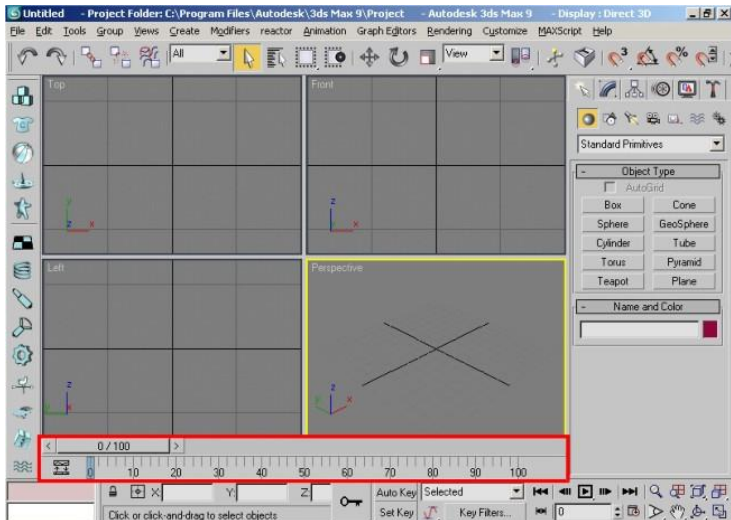 Untitled - Project Folder: C:\Program Files\Autodesk\3ds Max 9\Project - Autodesk 3ds Max 9 - Display : Direct 3D
File Edit Tools Group Views Create Modifiers reactor Animation Graph Editors Rendering Customize MAXScript Help
All View 3
Top Front
Standard Primitives
- Object Type
AutoGrid
Box Cone
Sphere GeoSphere
Cylinder Tube
Torus Pyramid
Teapot Plane
- Name and Color
y z x
z x
Left Perspective
z y x
z y x
< 0 / 100 >
0 10 20 30 40 50 60 70 80 90 100
X: Y: Z: Auto Key Selected
Click or click-and-drag to select objects Set Key Key Filters... 0